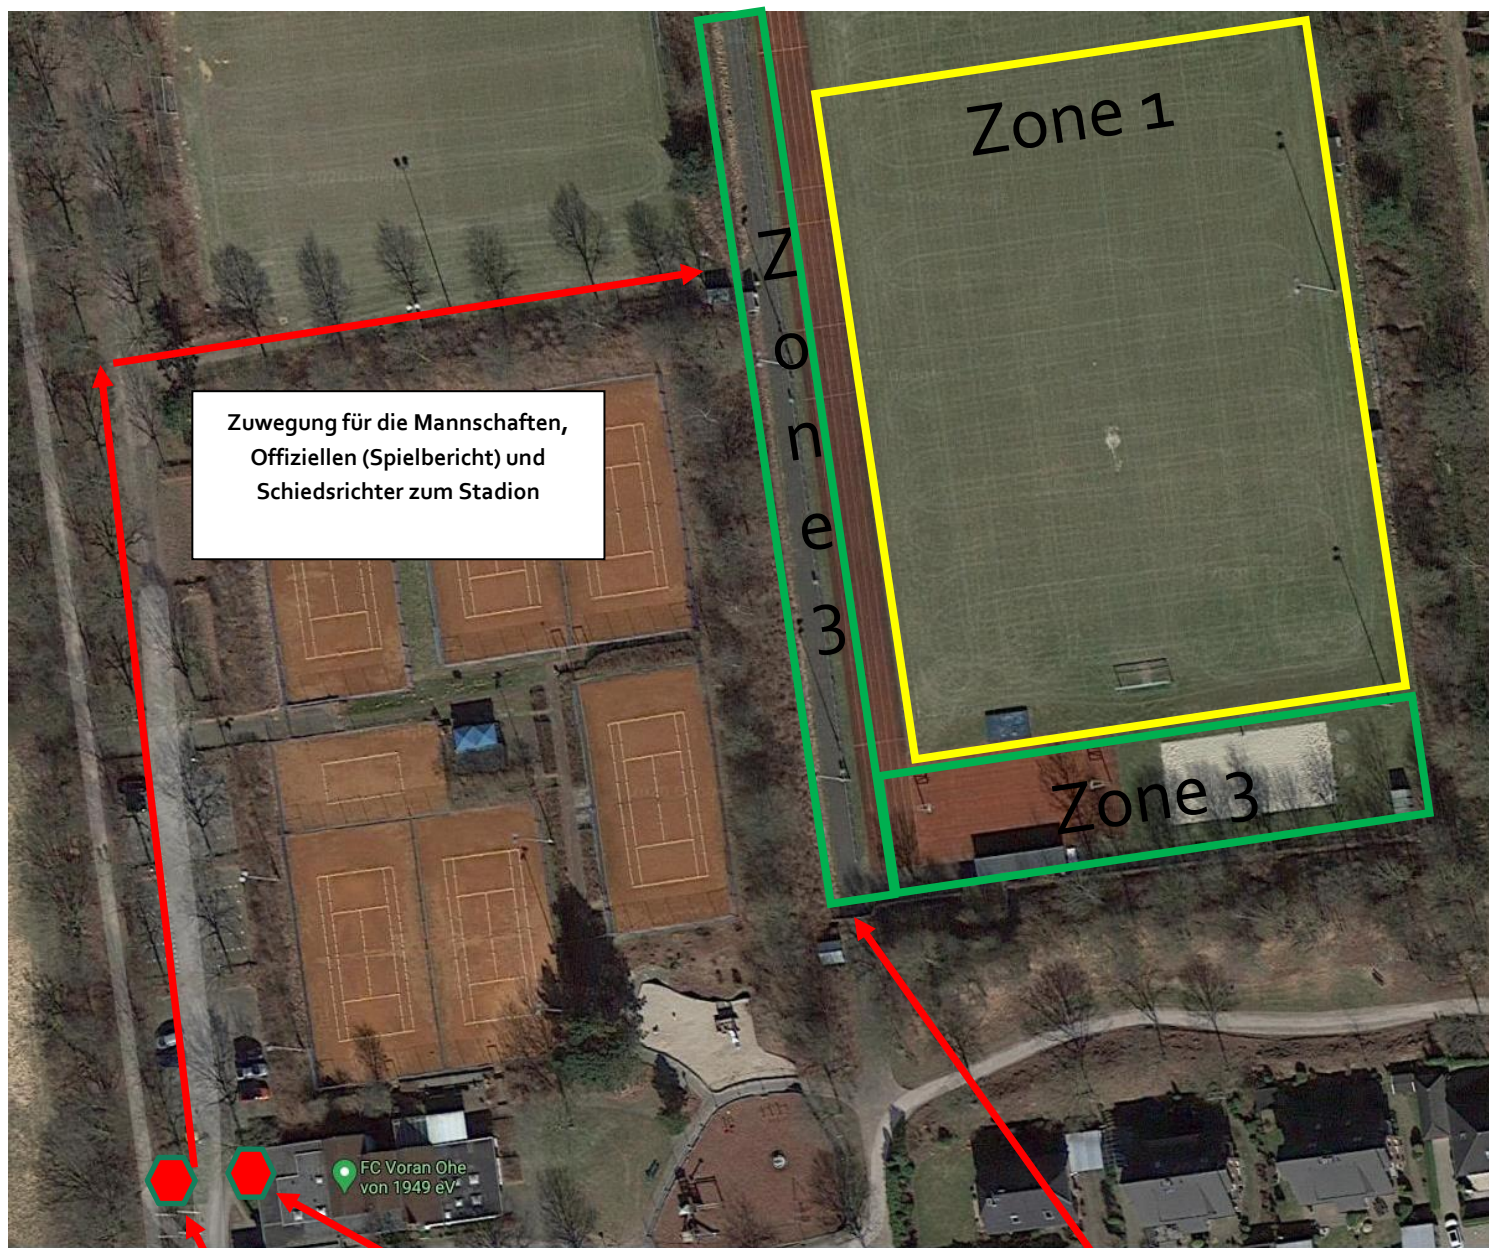 Zone 1
Zone 3
Zuwegung für die Mannschaften,
Offiziellen (Spielbericht) und
Schiedsrichter zum Stadion
Zone 3
FC Voran Ohe
von 1949 eV